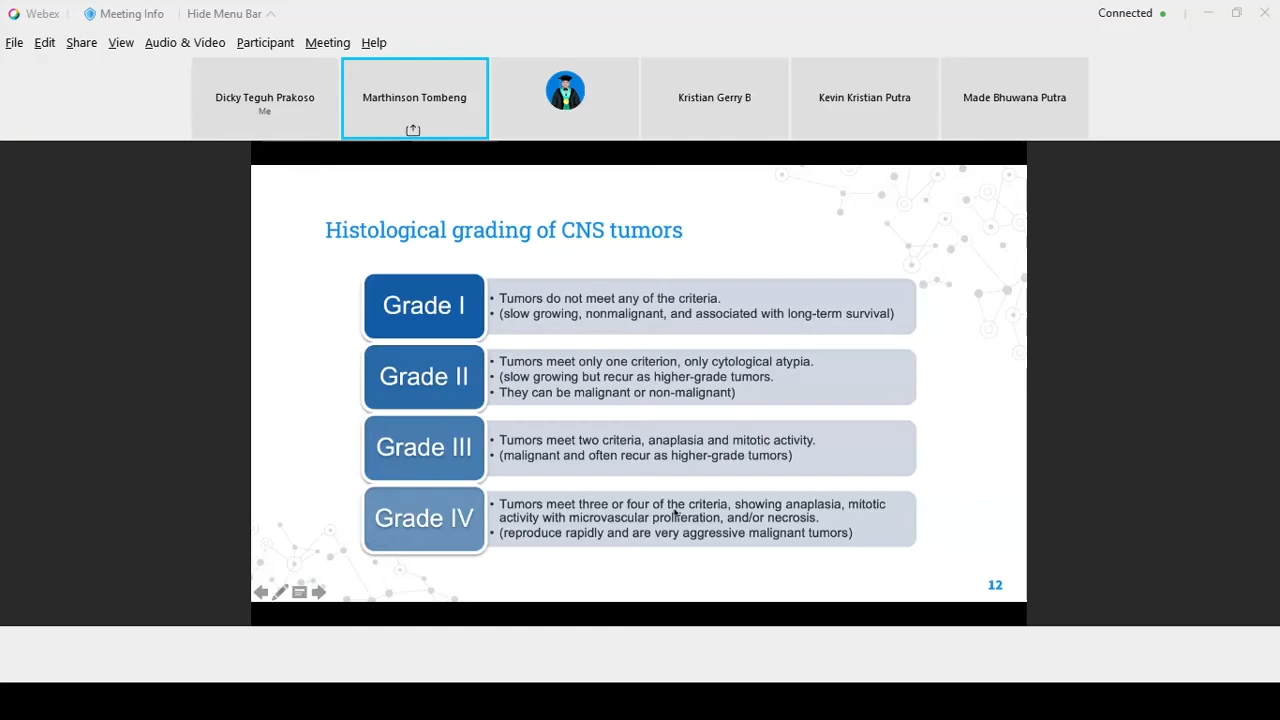 Webex
Meeting Info
Hide Menu Bar
Connected
File Edit Share View Audio & Video Participant Meeting Help
Dicky Teguh Prakoso
Me
Marthinson Tombeng
Kristian Gerry B
Kevin Kristian Putra
Made Bhuwana Putra
Histological grading of CNS tumors
Grade I
• Tumors do not meet any of the criteria.
• (slow growing, nonmalignant, and associated with long-term survival)
Grade II
• Tumors meet only one criterion, only cytological atypia.
• (slow growing but recur as higher-grade tumors.
• They can be malignant or non-malignant)
Grade III
• Tumors meet two criteria, anaplasia and mitotic activity.
• (malignant and often recur as higher-grade tumors)
Grade IV
• Tumors meet three or four of the criteria, showing anaplasia, mitotic
activity with microvascular proliferation, and/or necrosis.
• (reproduce rapidly and are very aggressive malignant tumors)
12